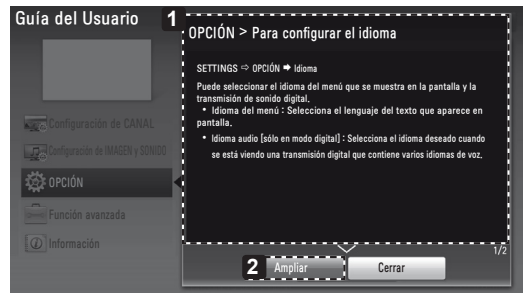 Guía del Usuario
1
OPCIÓN > Para configurar el idioma
SETTINGS ⇨ OPCIÓN ➡ Idioma
Puede seleccionar el idioma del menú que se muestra en la pantalla y la
transmisión de sonido digital.
• Idioma del menú : Selecciona el lenguaje del texto que aparece en
pantalla.
• Idioma audio [sólo en modo digital] : Selecciona el idioma deseado cuando
se está viendo una transmisión digital que contiene varios idiomas de voz.
Configuración de CANAL
Configuración de IMAGEN y SONIDO
OPCIÓN
Función avanzada
Información
1/2
2
Ampliar
Cerrar